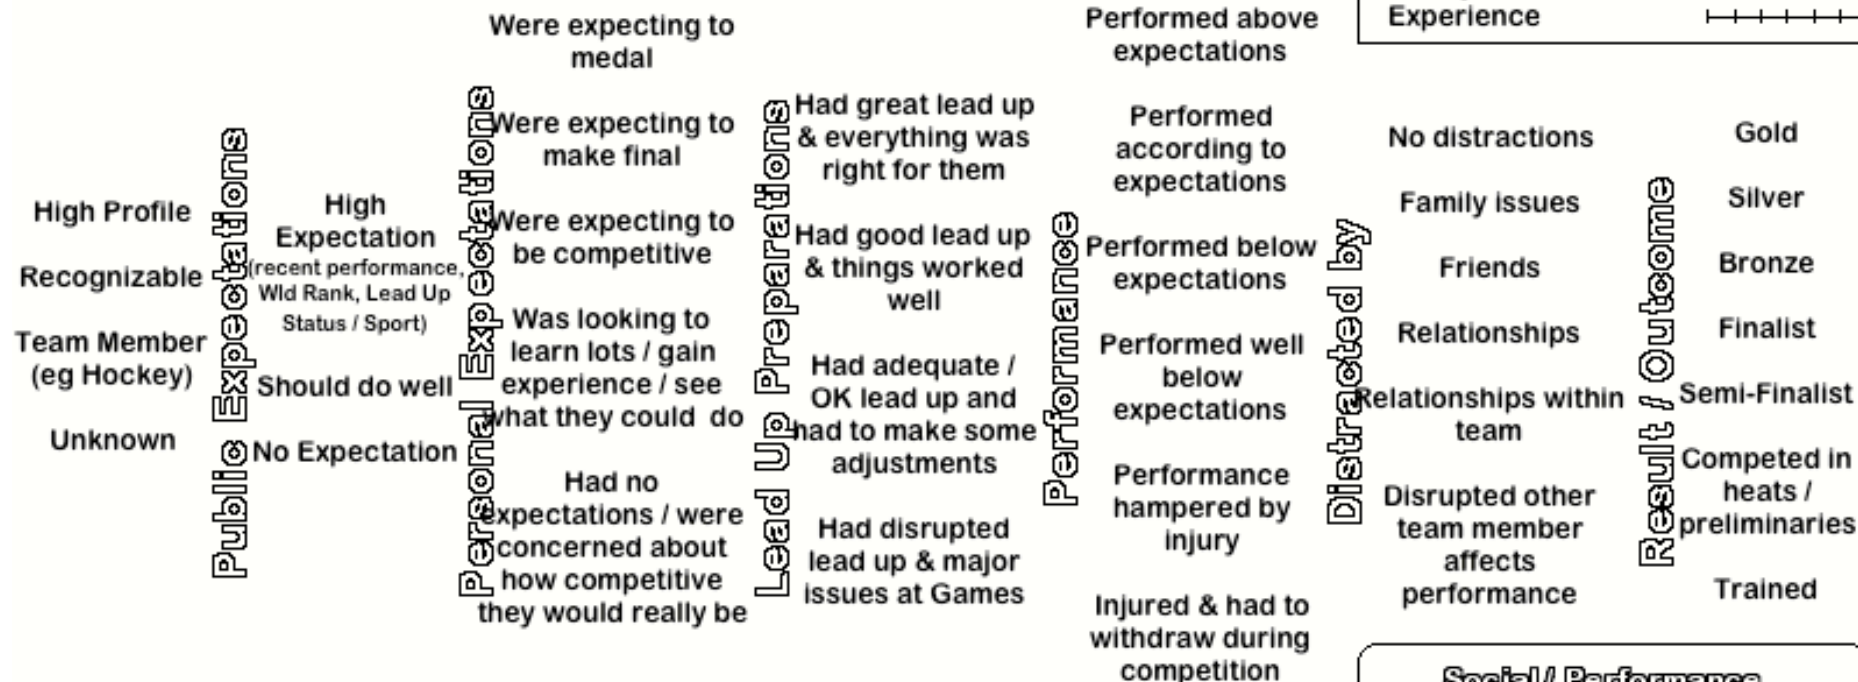 High Profile
Recognizable
Team Member
(eg Hockey)
Unknown
Public Expectations
High
Expectation
(recent performance,
Wld Rank, Lead Up
Status / Sport)
Should do well
No Expectation
Personal Expectations
Were expecting to
medal
Were expecting to
make final
Were expecting to
be competitive
Was looking to
learn lots / gain
experience / see
what they could do
Had no
expectations / were
concerned about
how competitive
they would really be
Lead Up Preparations
Had great lead up
& everything was
right for them
Had good lead up
& things worked
well
Had adequate /
OK lead up and
had to make some
adjustments
Had disrupted
lead up & major
issues at Games
Performance
Performed above
expectations
Performed
according to
expectations
Performed below
expectations
Performed well
below
expectations
Performance
hampered by
injury
Injured & had to
withdraw during
competition
Distracted by
Experience
No distractions
Family issues
Friends
Relationships
Relationships within
team
Disrupted other
team member
affects
performance
Result / Outcome
Gold
Silver
Bronze
Finalist
Semi-Finalist
Competed in
heats /
preliminaries
Trained
Social / Performance